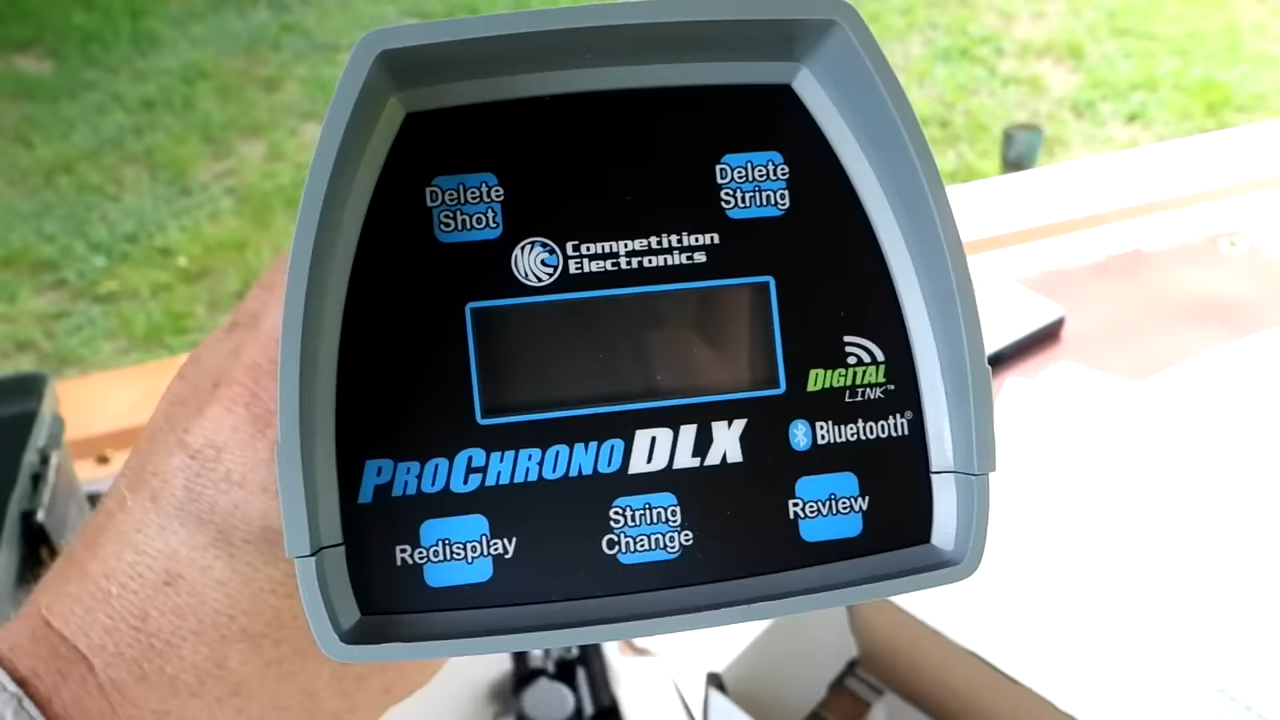 Delete
Shot
Delete
String
Competition
Electronics
DIGITAL
LINK™
Bluetooth®
PROCHRONO DLX
Redisplay
String
Change
Review